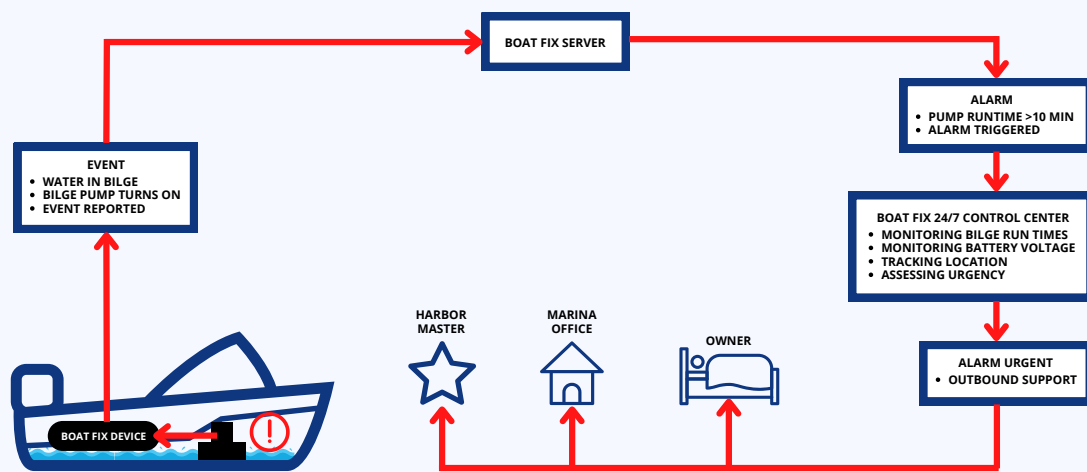 BOAT FIX SERVER
ALARM
• PUMP RUNTIME >10 MIN
• ALARM TRIGGERED
EVENT
• WATER IN BILGE
• BILGE PUMP TURNS ON
• EVENT REPORTED
BOAT FIX 24/7 CONTROL CENTER
• MONITORING BILGE RUN TIMES
• MONITORING BATTERY VOLTAGE
• TRACKING LOCATION
• ASSESSING URGENCY
HARBOR
MASTER
MARINA
OFFICE
OWNER
ALARM URGENT
• OUTBOUND SUPPORT
BOAT FIX DEVICE
!